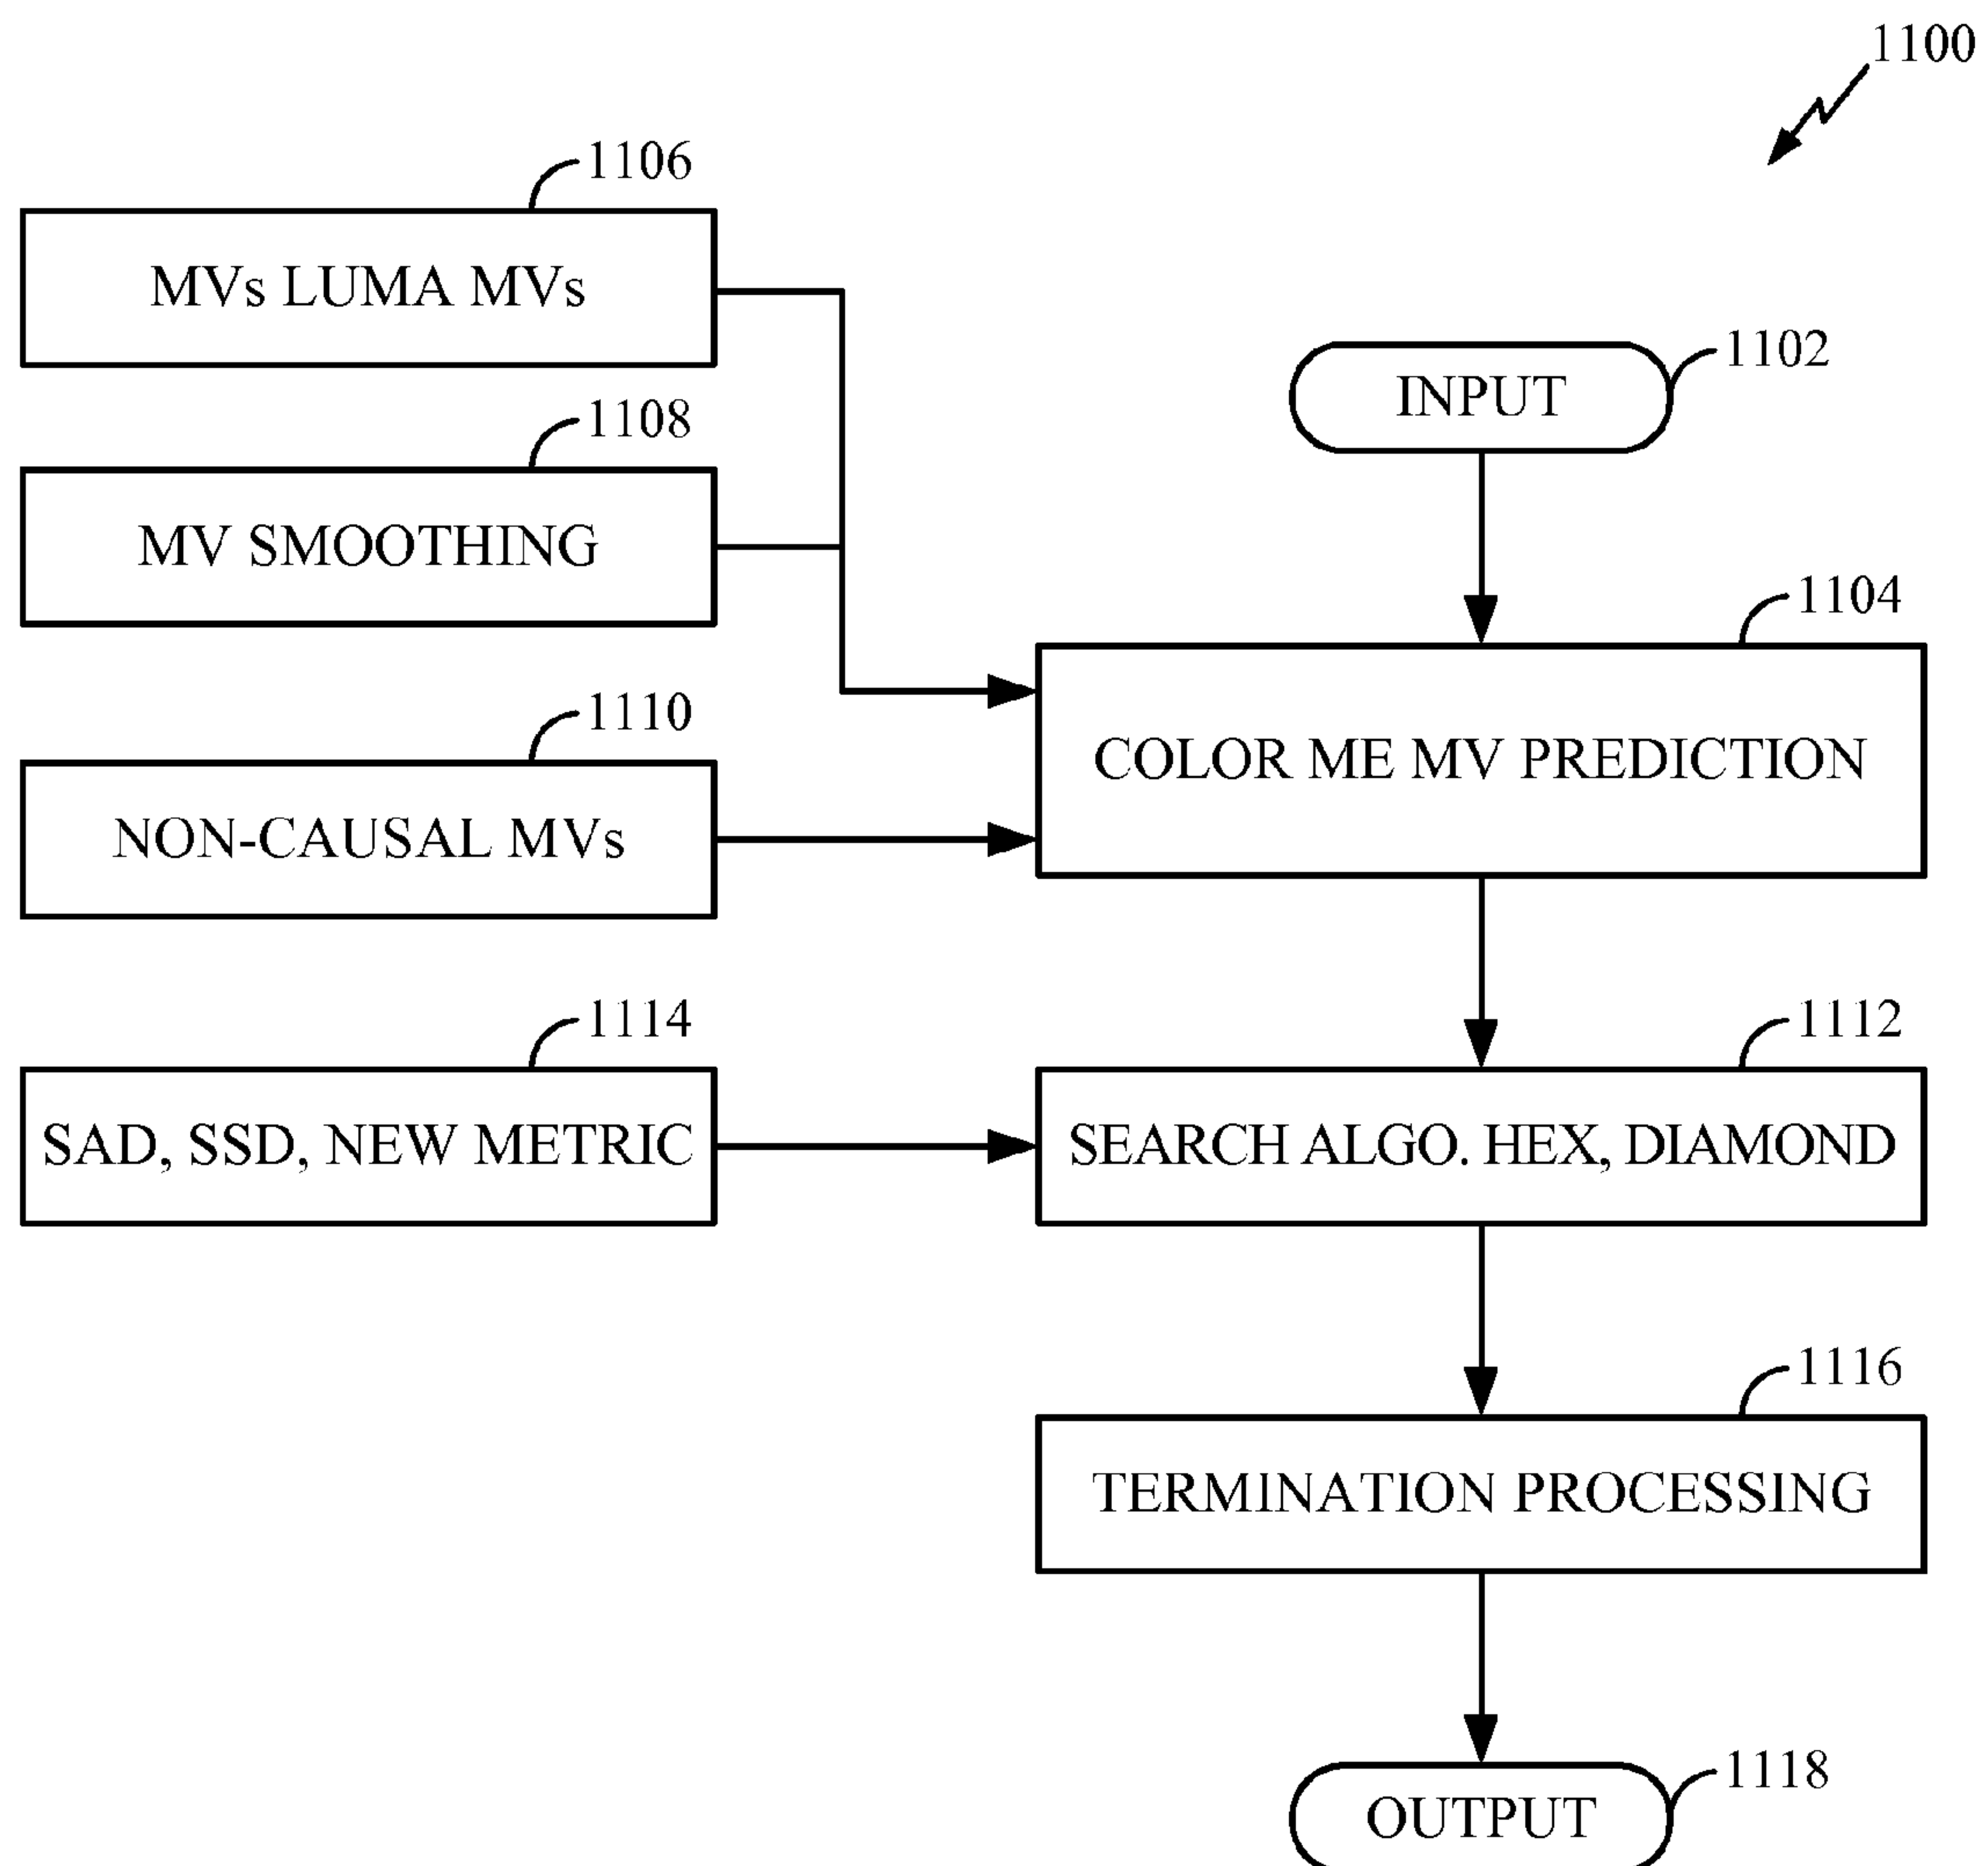 1100
1106
MVs LUMA MVs
1102
INPUT
1108
MV SMOOTHING
1104
COLOR ME MV PREDICTION
1110
NON-CAUSAL MVs
1114
SAD, SSD, NEW METRIC
1112
SEARCH ALGO. HEX, DIAMOND
1116
TERMINATION PROCESSING
1118
OUTPUT